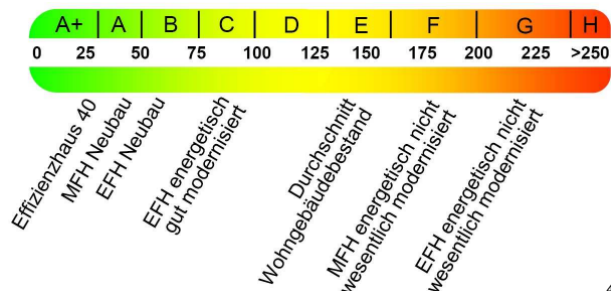 A+ A B C D E F G H
0 25 50 75 100 125 150 175 200 225 >250
Effizienzhaus 40
MFH Neubau
EFH Neubau
EFH energetisch
gut modernisiert
Durchschnitt
Wohngebäudebestand
MFH energetisch nicht
wesentlich modernisiert
EFH energetisch nicht
wesentlich modernisiert